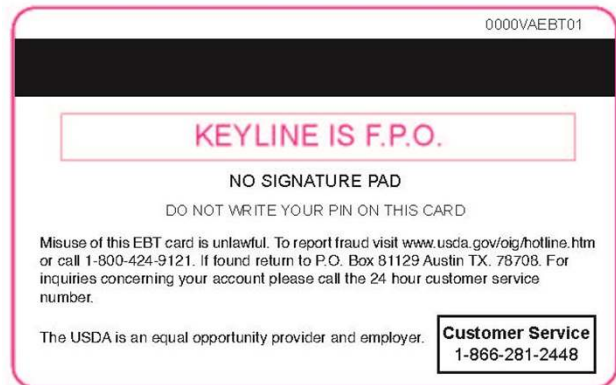 0000VAEBT01
KEYLINE IS F.P.O.
NO SIGNATURE PAD
DO NOT WRITE YOUR PIN ON THIS CARD
Misuse of this EBT card is unlawful. To report fraud visit www.usda.gov/oig/hotline.htm
or call 1-800-424-9121. If found return to P.O. Box 81129 Austin TX. 78708. For
inquiries concerning your account please call the 24 hour customer service
number.
The USDA is an equal opportunity provider and employer.
Customer Service
1-866-281-2448